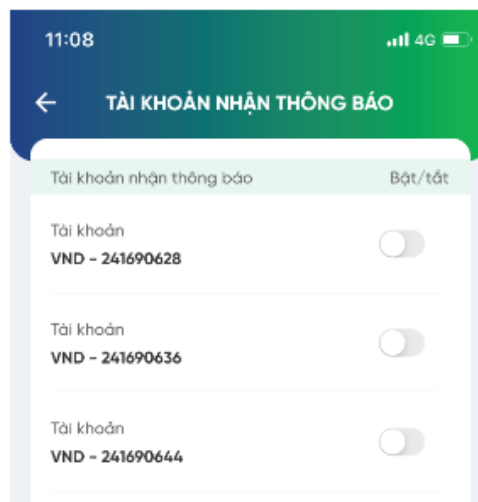 11:08 4G
TÀI KHOẢN NHẬN THÔNG BÁO
Tài khoản nhận thông báo Bật/tắt
Tài khoản
VND - 241690628
Tài khoản
VND - 241690636
Tài khoản
VND - 241690644